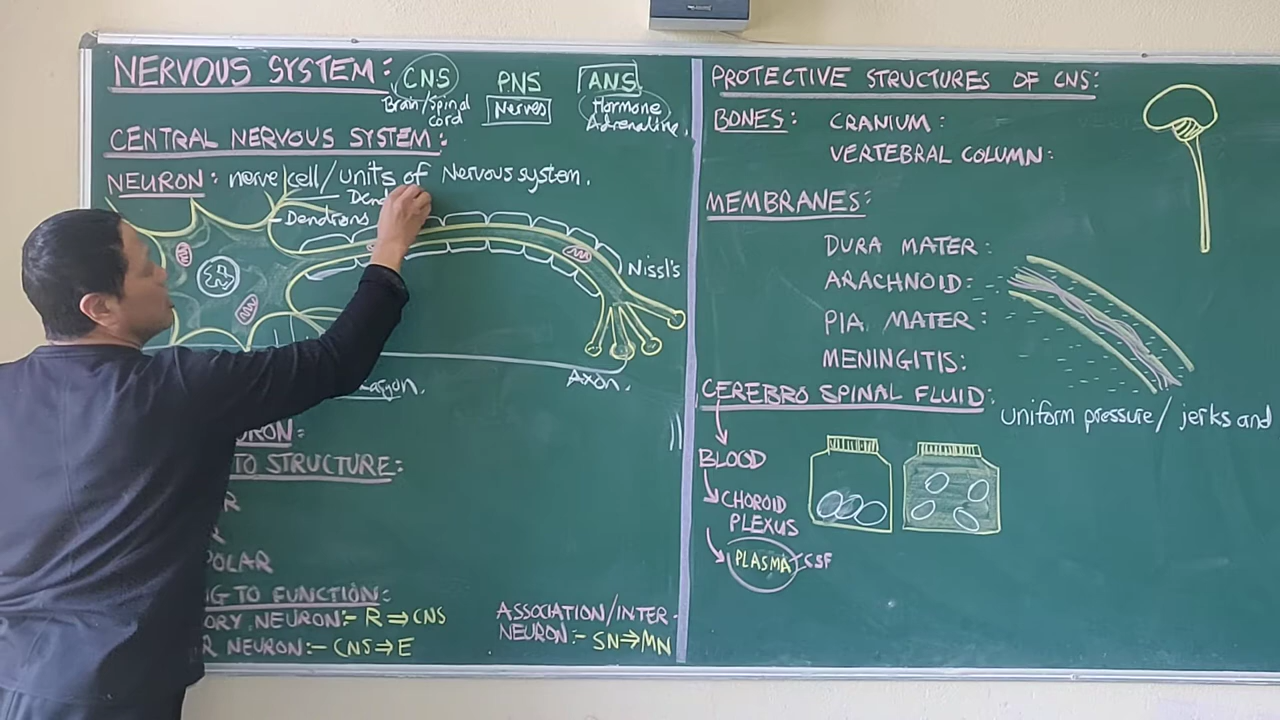 NERVOUS SYSTEM: CNS PNS ANS
Brain/Spinal cord Nerves Hormone Adrenaline.
CENTRAL NERVOUS SYSTEM:
NEURON: nerve cell/units of Nervous system.
Dend
Dendrons
Nissl's
Axon.
TO STRUCTURE:
R
R
POLAR
G TO FUNCTION:
ORY NEURON:- R ⇒ CNS
R NEURON:- CNS ⇒ E
ASSOCIATION/INTER-
NEURON:- SN ⇒ MN
PROTECTIVE STRUCTURES OF CNS:
BONES: CRANIUM:
VERTEBRAL COLUMN:
MEMBRANES:
DURA MATER:
ARACHNOID:
PIA MATER:
MENINGITIS:
CEREBRO SPINAL FLUID:
uniform pressure/ jerks and
BLOOD
CHOROID
PLEXUS
PLASMA CSF